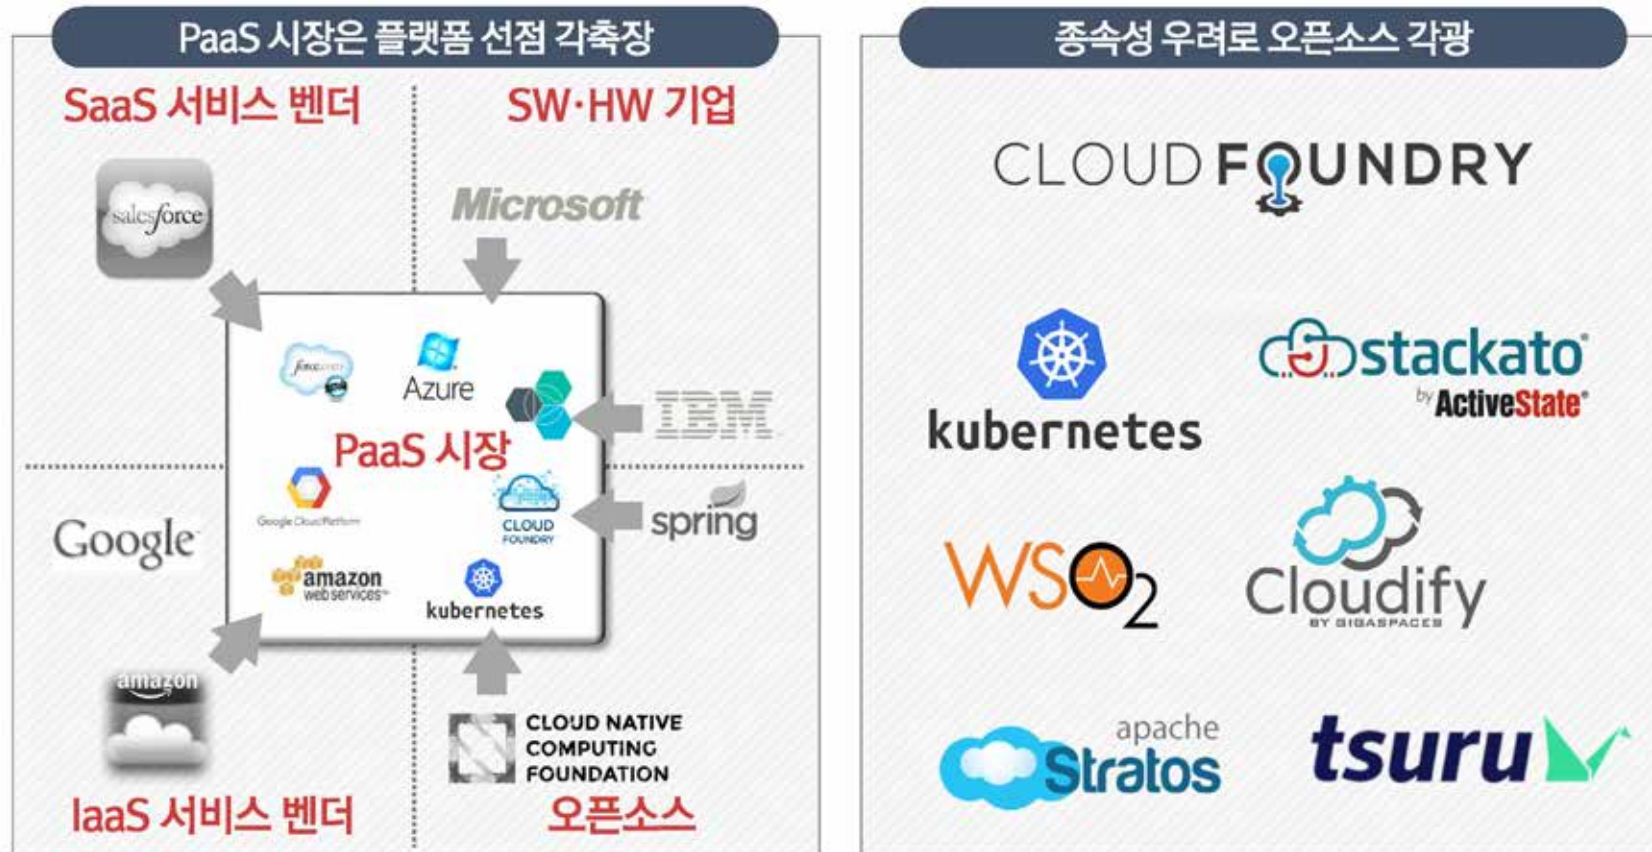 PaaS 시장은 플랫폼 선점 각축장
SaaS 서비스 벤더
SW·HW 기업
salesforce
Microsoft
Azure
IBM
PaaS 시장
Google Cloud Platform
CLOUD
FOUNDRY
spring
Google
amazon
web services™
kubernetes
amazon
CLOUD NATIVE
COMPUTING
FOUNDATION
IaaS 서비스 벤더
오픈소스
종속성 우려로 오픈소스 각광
CLOUD FOUNDRY
kubernetes
stackato®
by ActiveState®
WSO2
Cloudify
BY GIGASPACES
apache
Stratos
tsuru